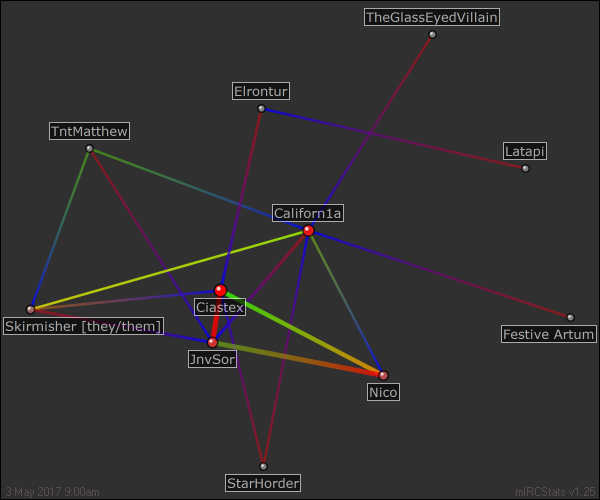 TheGlassEyedVillain
Elrontur
TntMatthew
Latapi
Californ1a
Ciastex
Skirmisher [they/them]
Festive Artum
JnvSor
Nico
StarHorder
3 May 2017 9:00am
mIRCStats v1.25